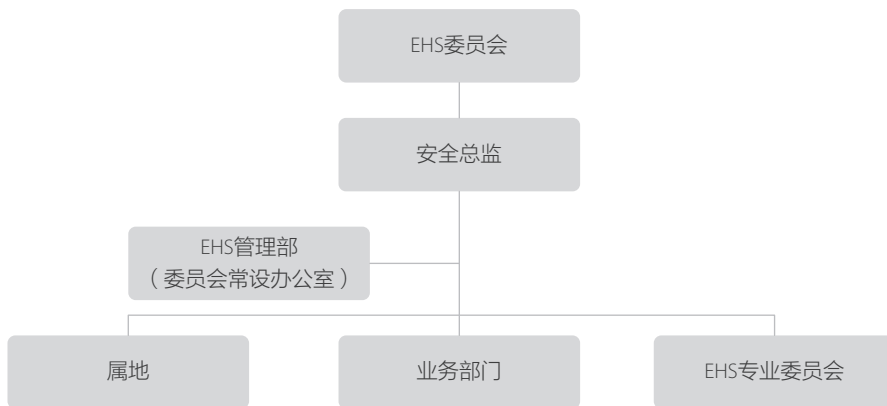 EHS委员会
安全总监
EHS管理部
（委员会常设办公室）
属地
业务部门
EHS专业委员会